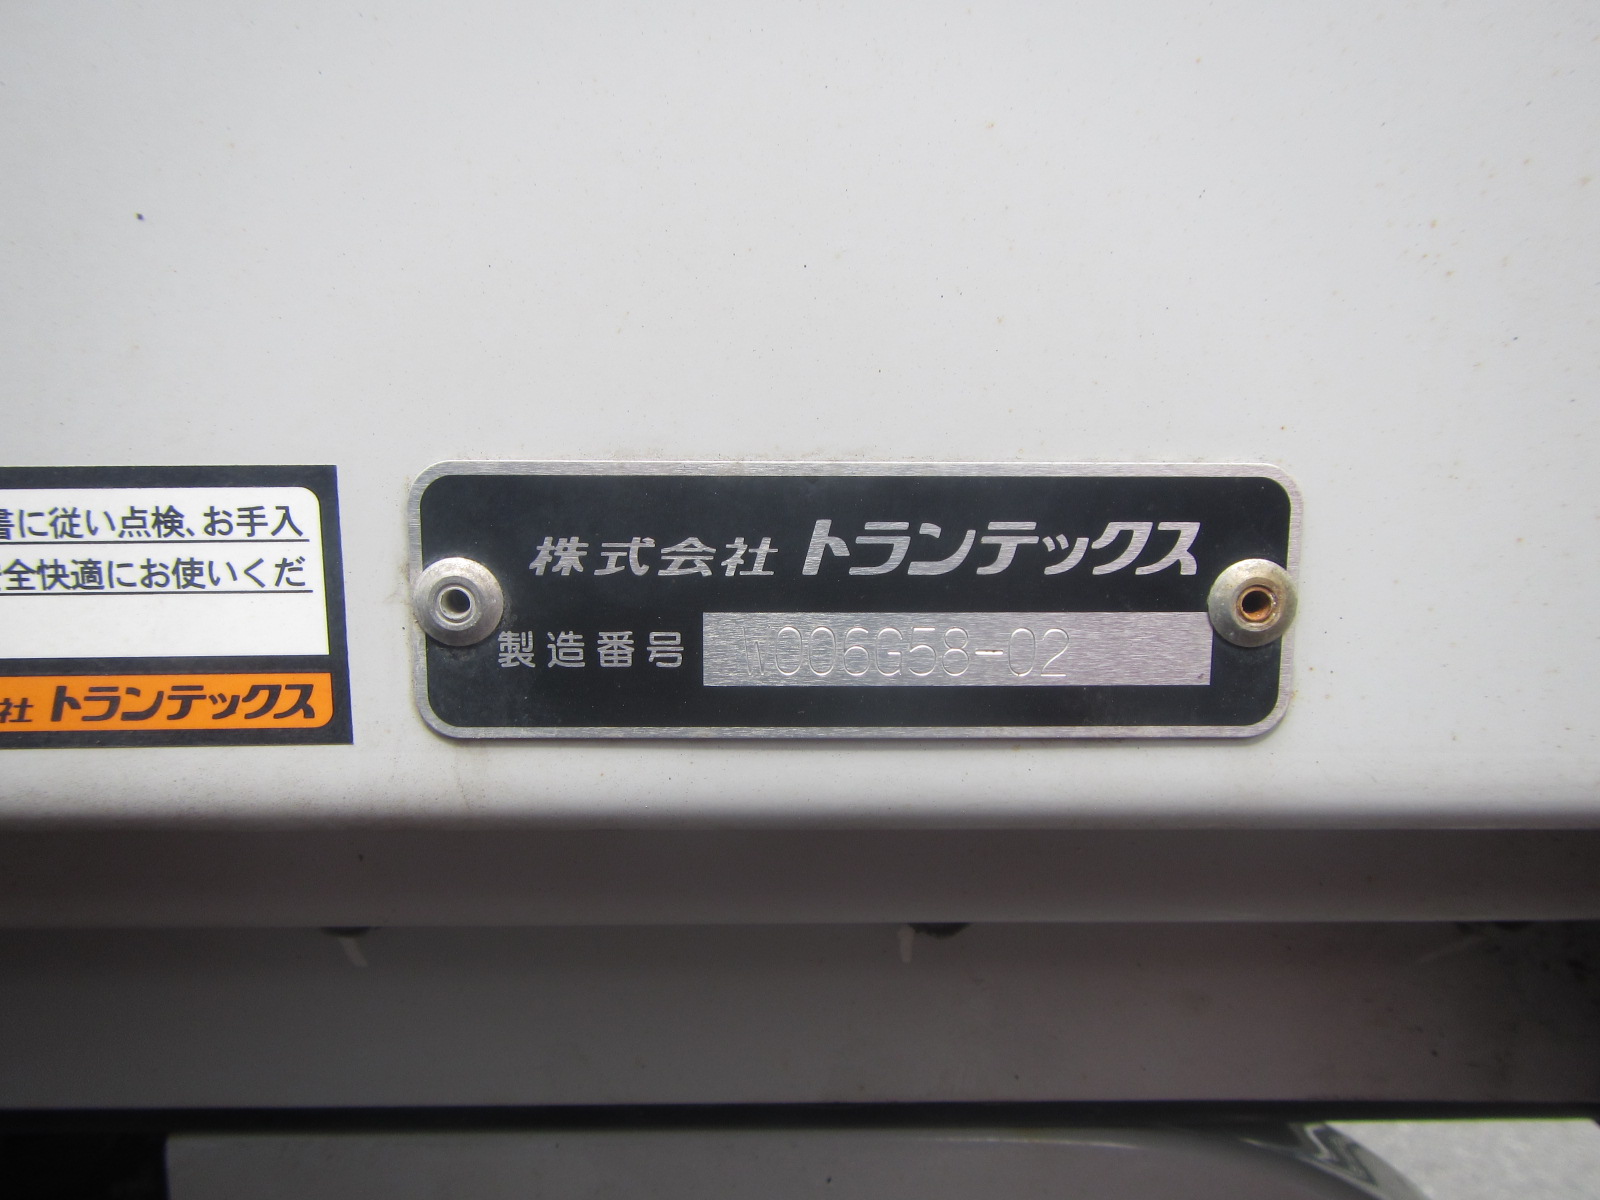 書に従い点検、お手入
安全快適にお使いくだ
社 トランテックス
株式会社 トランテックス
製造番号 W006G58-02